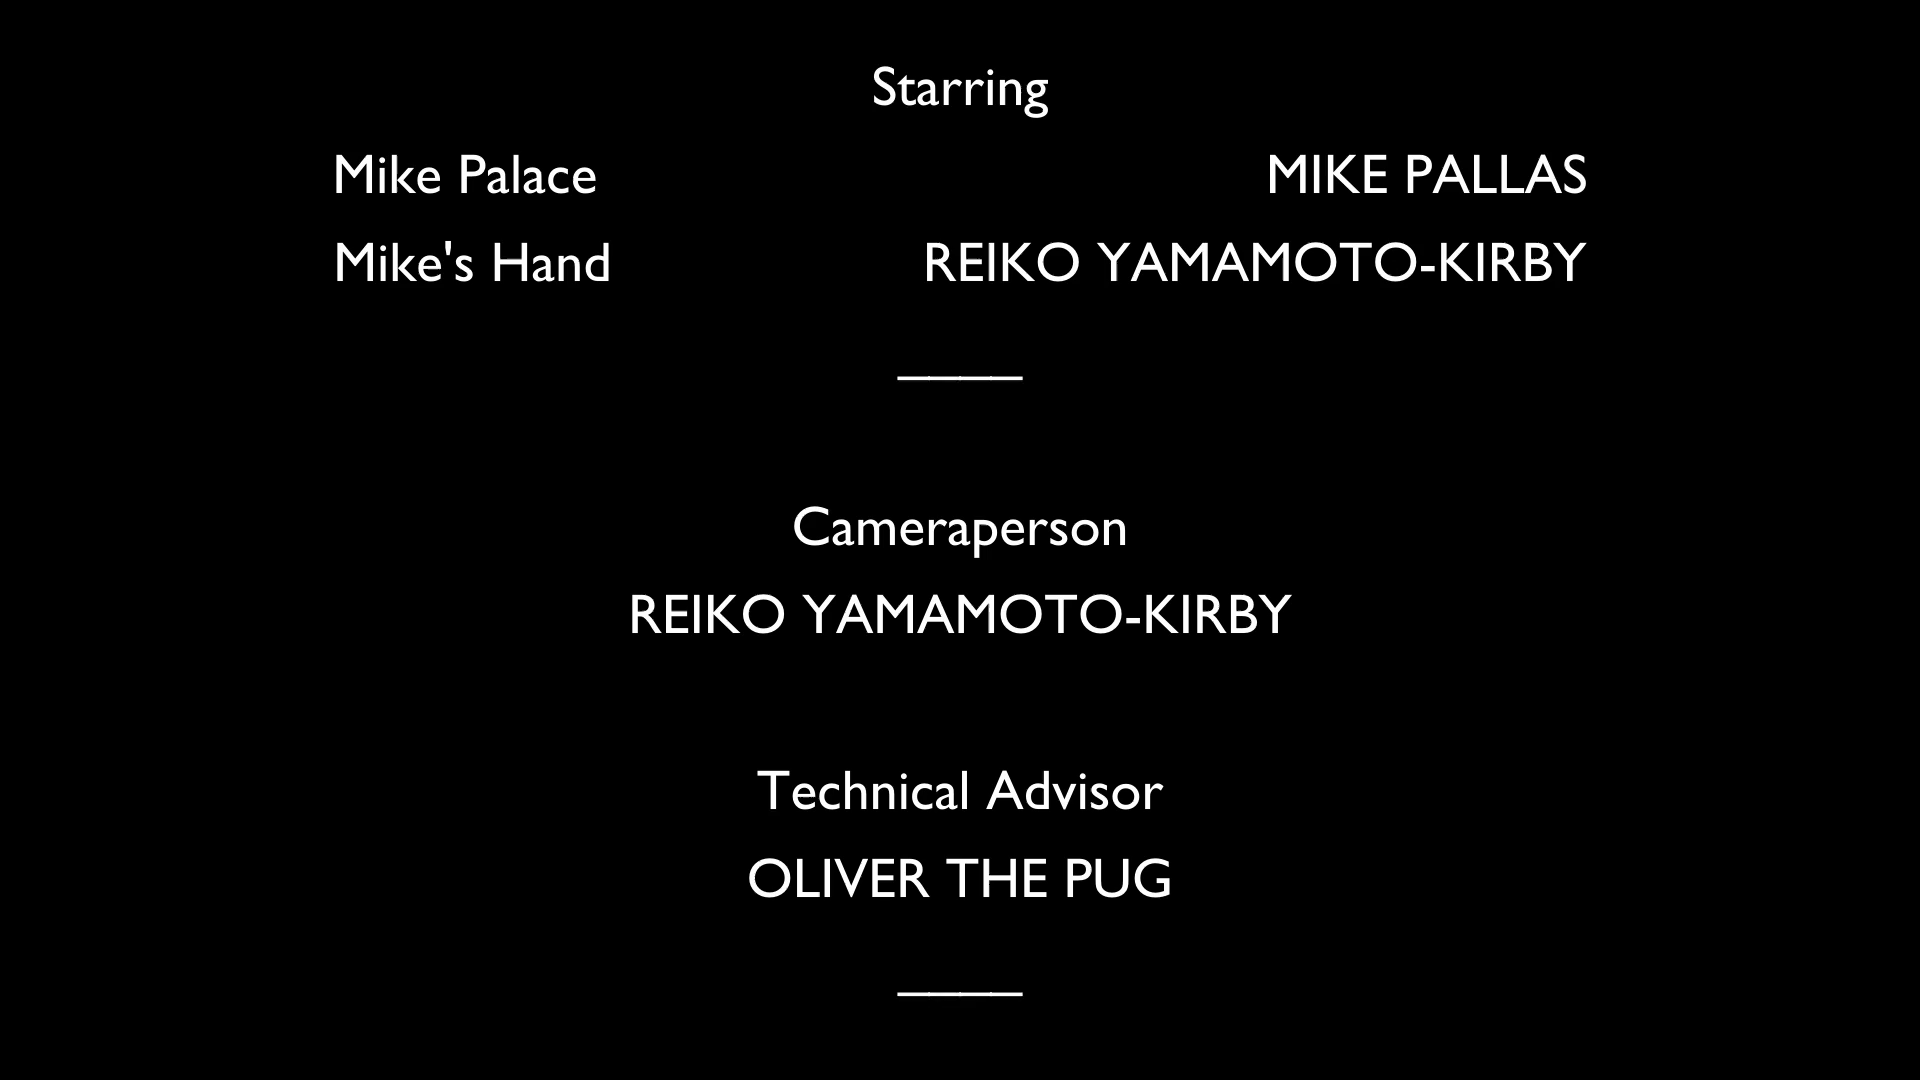 Starring
Mike Palace MIKE PALLAS
Mike's Hand REIKO YAMAMOTO-KIRBY
____
Cameraperson
REIKO YAMAMOTO-KIRBY
Technical Advisor
OLIVER THE PUG
____